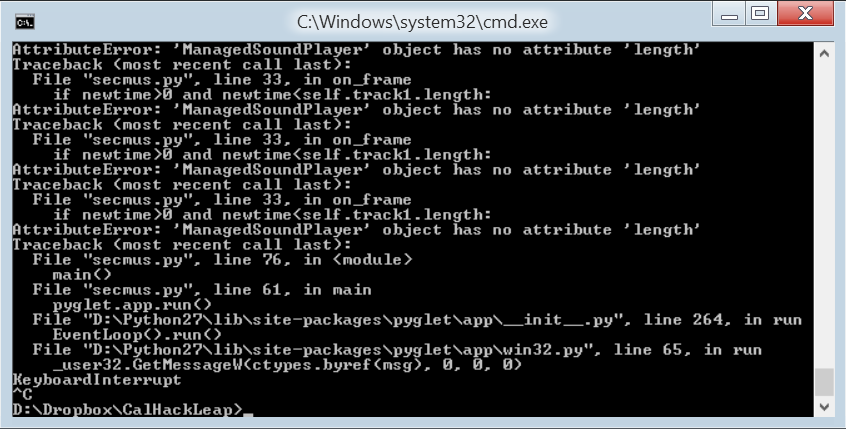 C:\Windows\system32\cmd.exe
AttributeError: 'ManagedSoundPlayer' object has no attribute 'length'
Traceback (most recent call last):
  File "secmus.py", line 33, in on_frame
    if newtime>0 and newtime<self.track1.length:
AttributeError: 'ManagedSoundPlayer' object has no attribute 'length'
Traceback (most recent call last):
  File "secmus.py", line 33, in on_frame
    if newtime>0 and newtime<self.track1.length:
AttributeError: 'ManagedSoundPlayer' object has no attribute 'length'
Traceback (most recent call last):
  File "secmus.py", line 33, in on_frame
    if newtime>0 and newtime<self.track1.length:
AttributeError: 'ManagedSoundPlayer' object has no attribute 'length'
Traceback (most recent call last):
  File "secmus.py", line 76, in <module>
    main()
  File "secmus.py", line 61, in main
    pyglet.app.run()
  File "D:\Python27\lib\site-packages\pyglet\app\__init__.py", line 264, in run
    EventLoop().run()
  File "D:\Python27\lib\site-packages\pyglet\app\win32.py", line 65, in run
    _user32.GetMessageW(ctypes.byref(msg), 0, 0, 0)
KeyboardInterrupt
^C
D:\Dropbox\CalHackLeap>_